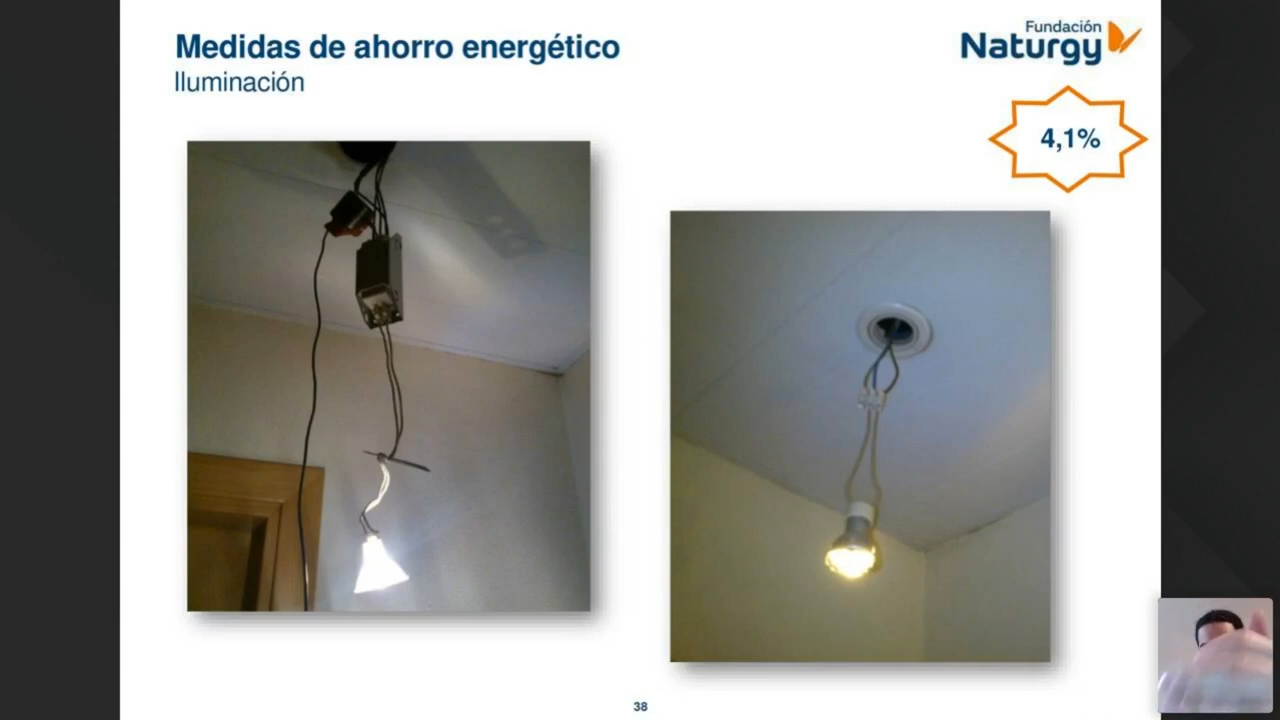 Medidas de ahorro energético
Iluminación
Fundación
Naturgy
4,1%
38